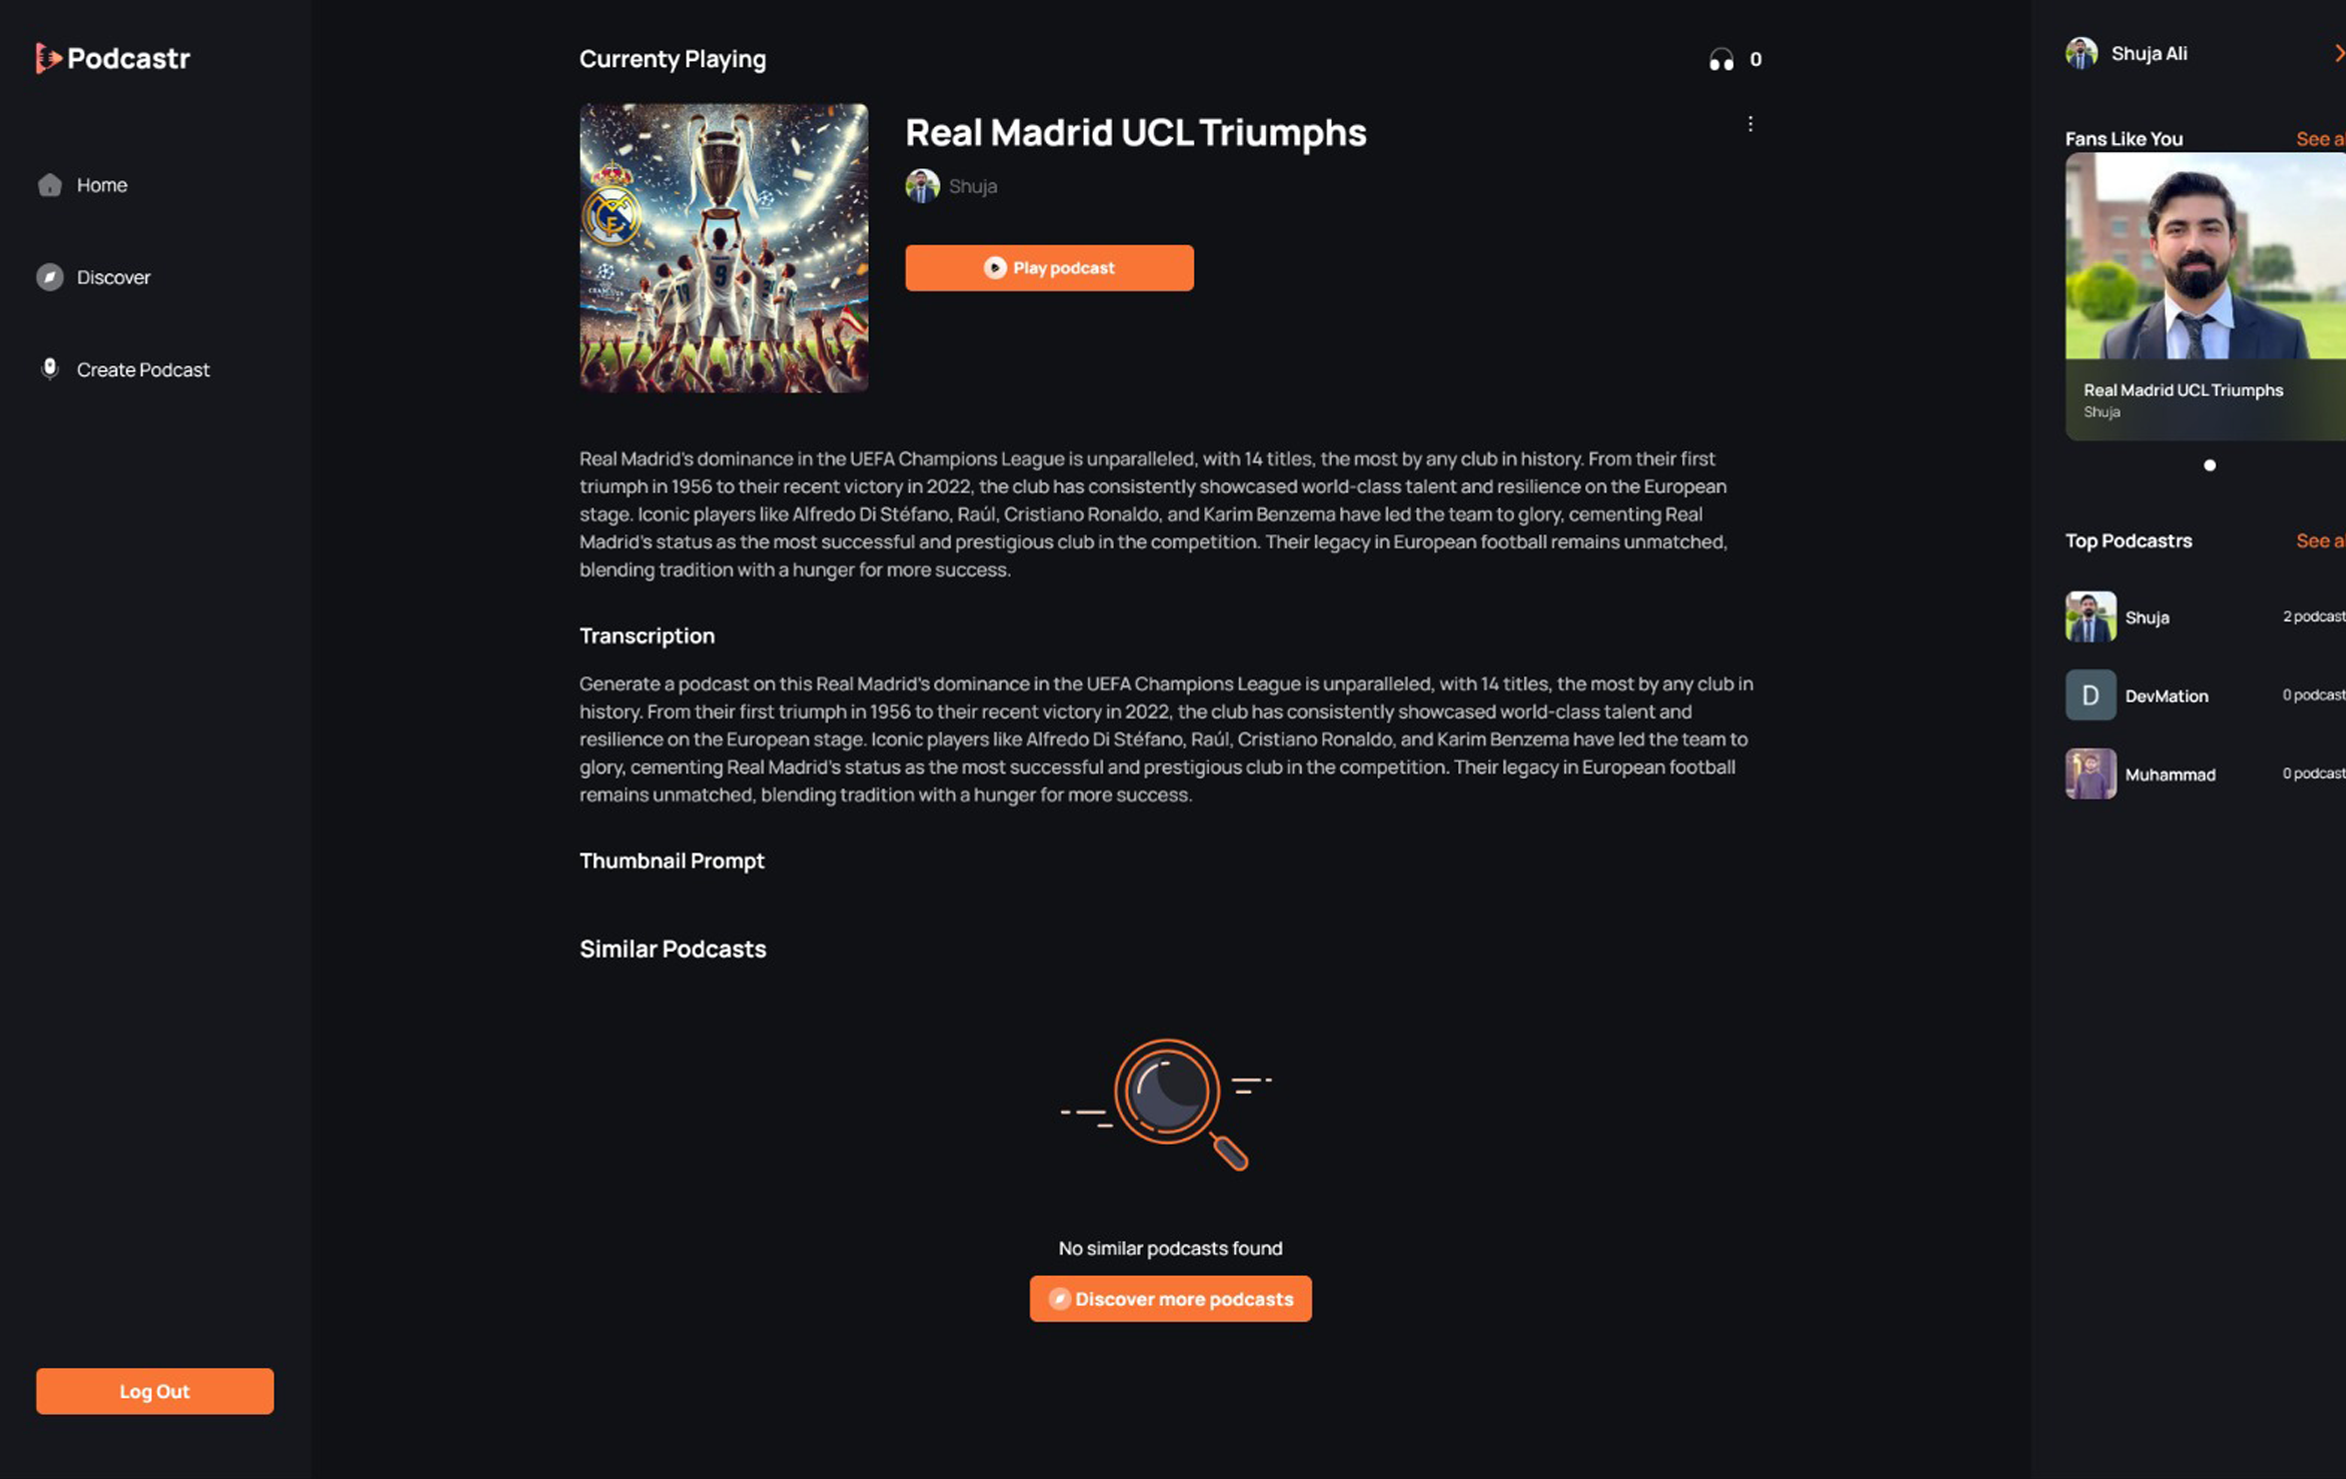 Podcastr
Home
Discover
Create Podcast
Log Out
Currenty Playing
0
Real Madrid UCL Triumphs
Shuja
Play podcast
Real Madrid's dominance in the UEFA Champions League is unparalleled, with 14 titles, the most by any club in history. From their first
triumph in 1956 to their recent victory in 2022, the club has consistently showcased world-class talent and resilience on the European
stage. Iconic players like Alfredo Di Stéfano, Raúl, Cristiano Ronaldo, and Karim Benzema have led the team to glory, cementing Real
Madrid's status as the most successful and prestigious club in the competition. Their legacy in European football remains unmatched,
blending tradition with a hunger for more success.
Transcription
Generate a podcast on this Real Madrid's dominance in the UEFA Champions League is unparalleled, with 14 titles, the most by any club in
history. From their first triumph in 1956 to their recent victory in 2022, the club has consistently showcased world-class talent and
resilience on the European stage. Iconic players like Alfredo Di Stéfano, Raúl, Cristiano Ronaldo, and Karim Benzema have led the team to
glory, cementing Real Madrid's status as the most successful and prestigious club in the competition. Their legacy in European football
remains unmatched, blending tradition with a hunger for more success.
Thumbnail Prompt
Similar Podcasts
No similar podcasts found
Discover more podcasts
Shuja Ali
Fans Like You
See a
Real Madrid UCL Triumphs
Shuja
Top Podcastrs
See a
Shuja
2 podcast
D
DevMation
0 podcast
Muhammad
0 podcast
9